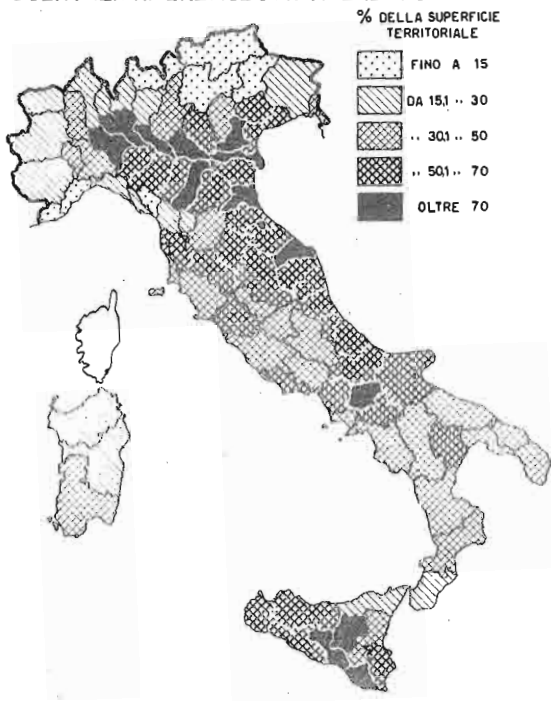 % DELLA SUPERFICIE
TERRITORIALE
FINO A 15
DA 15,1 ,, 30
,, 30,1 ,, 50
,, 50,1 ,, 70
OLTRE 70